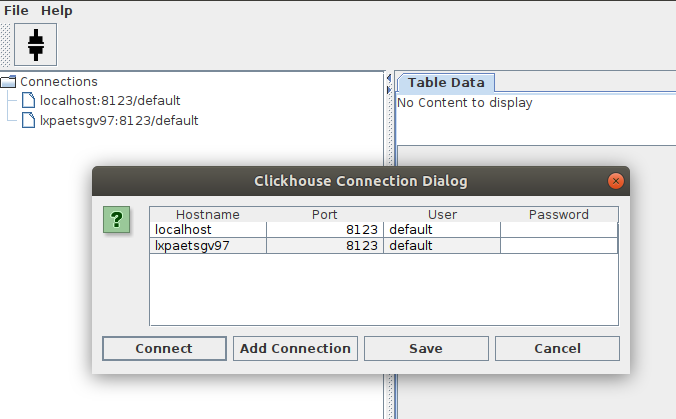 File Help
Connections
localhost:8123/default
lxpaetsgv97:8123/default
Table Data
No Content to display
Clickhouse Connection Dialog
?
Hostname Port User Password
localhost 8123 default
lxpaetsgv97 8123 default
Connect Add Connection Save Cancel